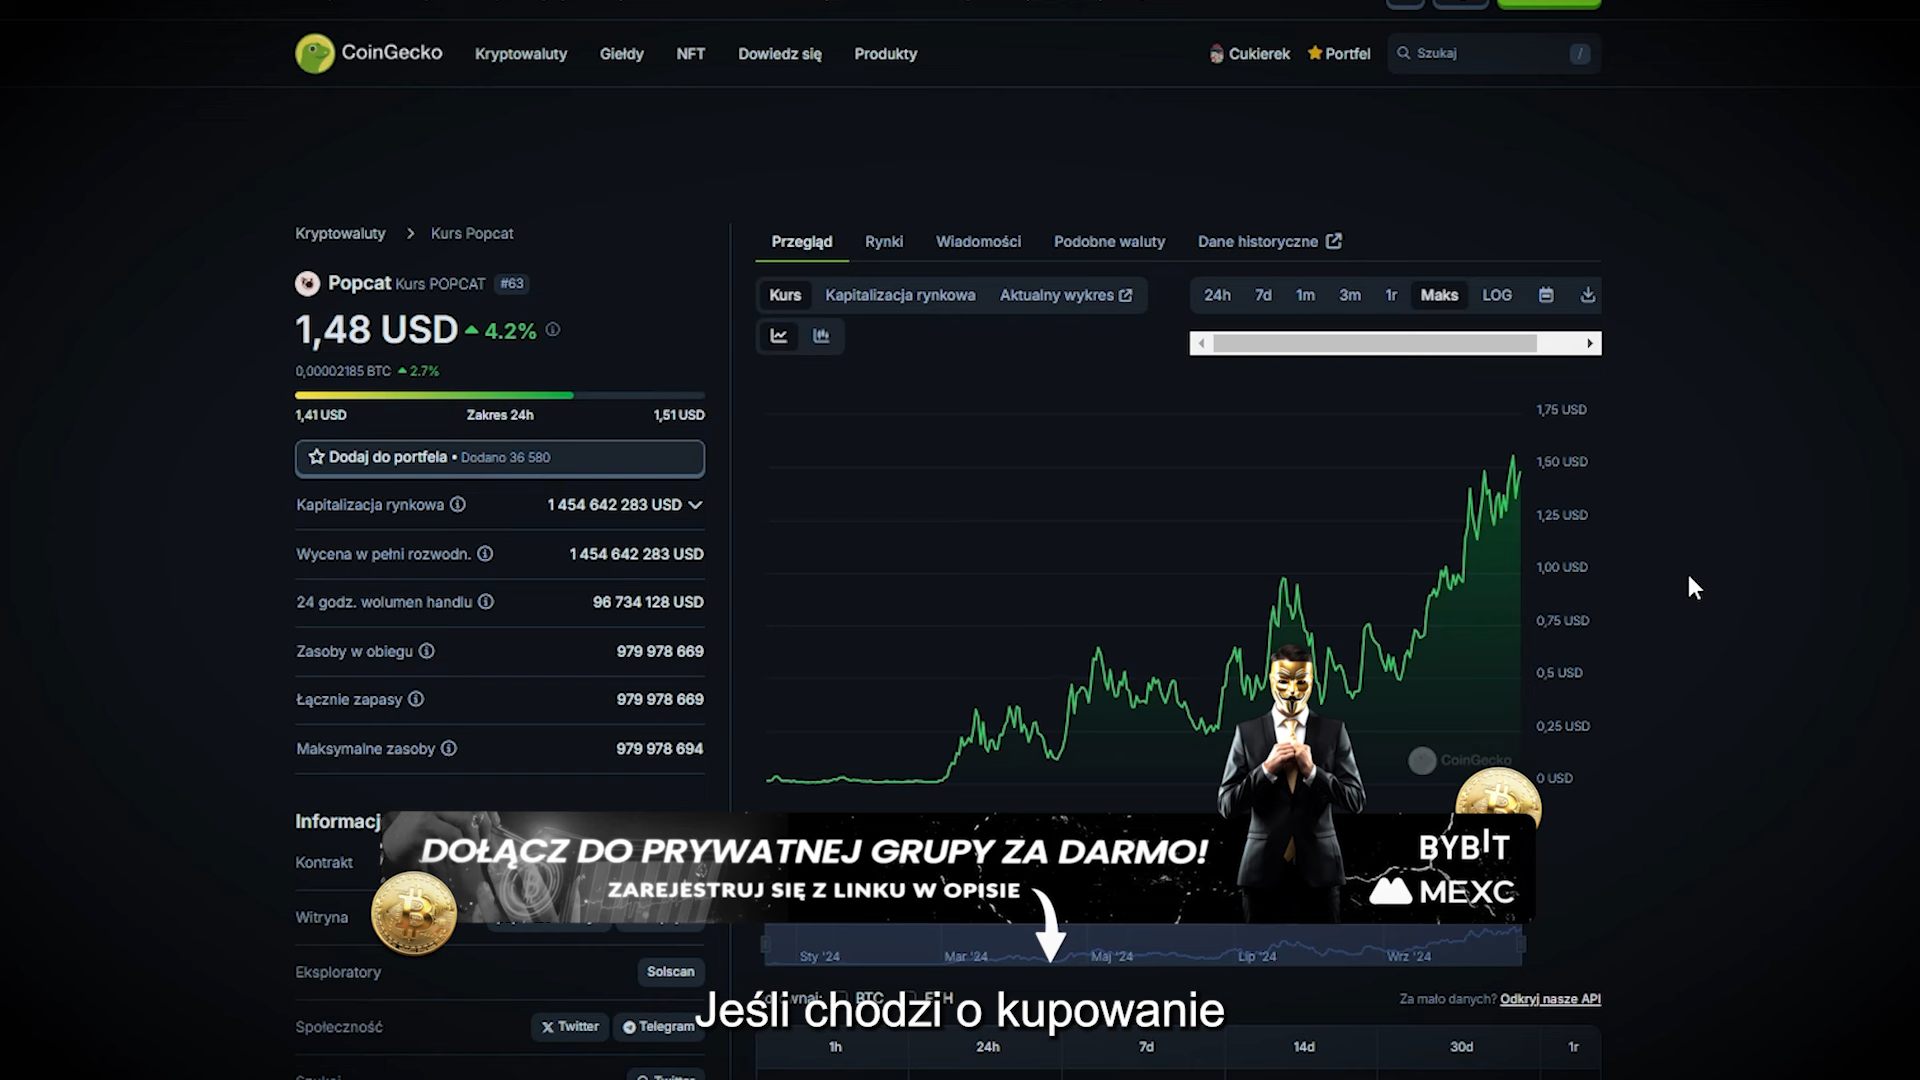 CoinGecko
Kryptowaluty
Giełdy
NFT
Dowiedz się
Produkty
Cukierek
Portfel
Szukaj
/
Kryptowaluty > Kurs Popcat
Popcat Kurs POPCAT #63
1,48 USD 4.2%
0,00002185 BTC 2.7%
1,41 USD Zakres 24h 1,51 USD
Dodaj do portfela • Dodano 36 580
Kapitalizacja rynkowa 1 454 642 283 USD
Wycena w pełni rozwodn. 1 454 642 283 USD
24 godz. wolumen handlu 96 734 128 USD
Zasoby w obiegu 979 978 669
Łącznie zapasy 979 978 669
Maksymalne zasoby 979 978 694
Informacj
Kontrakt
Witryna
Eksploratory Solscan
Społeczność Twitter Telegram
Twitter
Przegląd Rynki Wiadomości Podobne waluty Dane historyczne
Kurs Kapitalizacja rynkowa Aktualny wykres
24h 7d 1m 3m 1r Maks LOG
1,75 USD
1,50 USD
1,25 USD
1,00 USD
0,75 USD
0,5 USD
0,25 USD
0 USD
CoinGecko
DOŁĄCZ DO PRYWATNEJ GRUPY ZA DARMO!
ZAREJESTRUJ SIĘ Z LINKU W OPISIE
BYBIT
MEXC
Sty '24 Mar '24 Maj '24 Lip '24 Wrz '24
BTC
Za mało danych? Odkryj nasze API
Jeśli chodzi o kupowanie
1h 24h 7d 14d 30d 1r